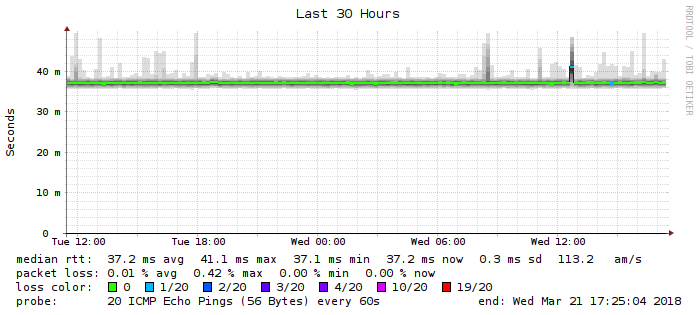 Last 30 Hours
RRDTOOL / TOBI OETIKER
Seconds
40 m
30 m
20 m
10 m
0
Tue 12:00 Tue 18:00 Wed 00:00 Wed 06:00 Wed 12:00
median rtt: 37.2 ms avg 41.1 ms max 37.1 ms min 37.2 ms now 0.3 ms sd 113.2 am/s
packet loss: 0.01 % avg 0.42 % max 0.00 % min 0.00 % now
loss color: 0 1/20 2/20 3/20 4/20 10/20 19/20
probe: 20 ICMP Echo Pings (56 Bytes) every 60s end: Wed Mar 21 17:25:04 2018